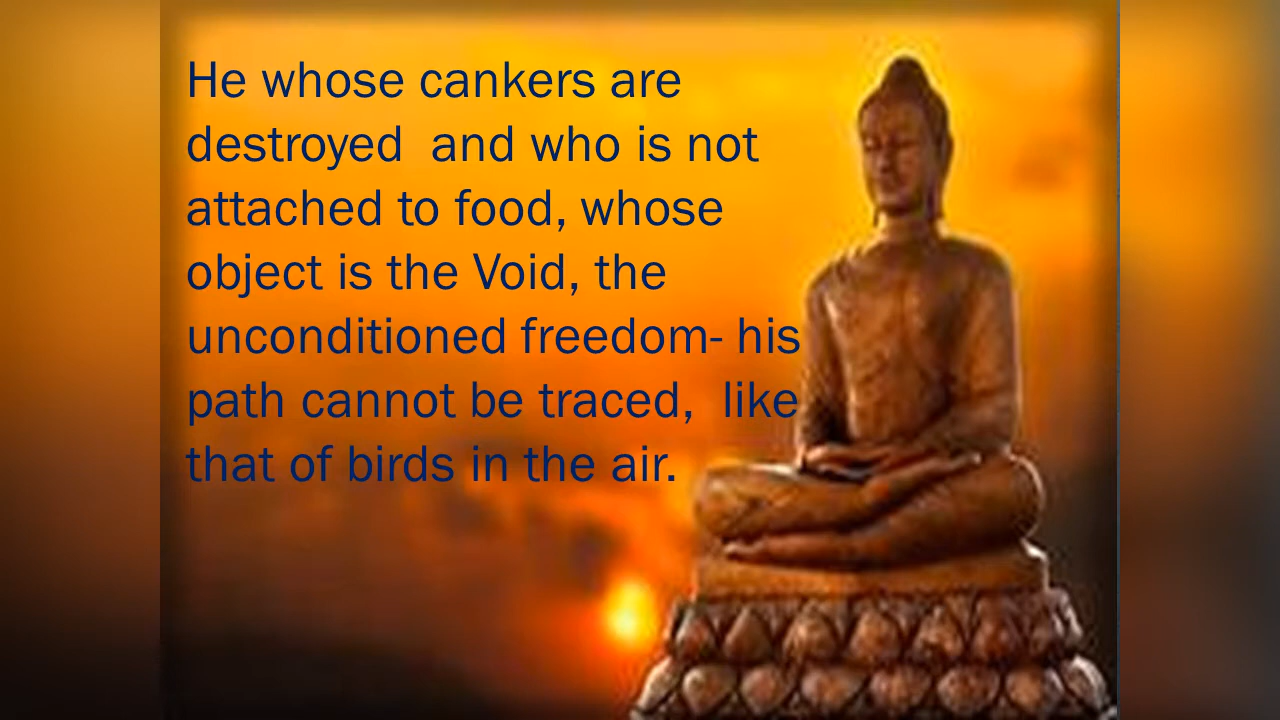 He whose cankers are
destroyed  and who is not
attached to food, whose
object is the Void, the
unconditioned freedom- his
path cannot be traced,  like
that of birds in the air.